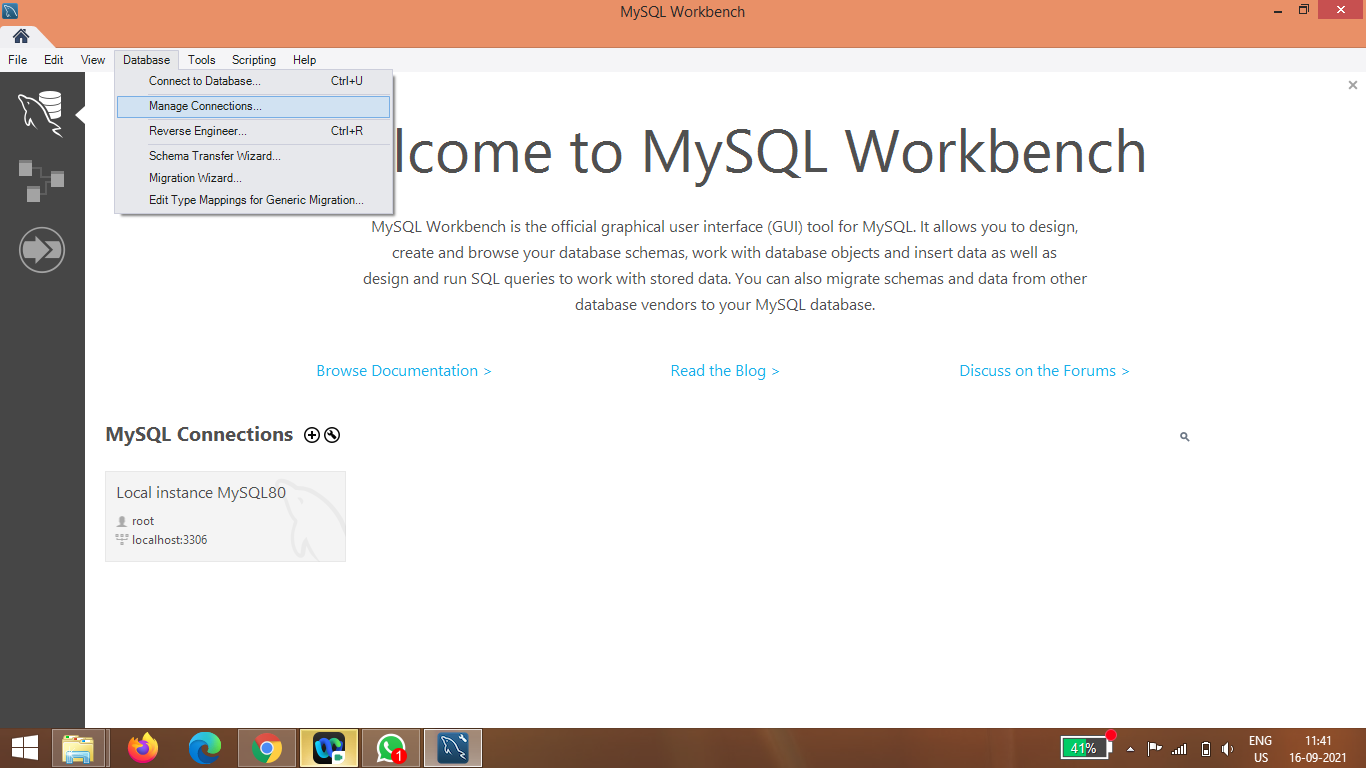 MySQL Workbench
File Edit View Database Tools Scripting Help
Connect to Database... Ctrl+U
Manage Connections...
Reverse Engineer... Ctrl+R
Schema Transfer Wizard...
Migration Wizard...
Edit Type Mappings for Generic Migration...
lcome to MySQL Workbench
MySQL Workbench is the official graphical user interface (GUI) tool for MySQL. It allows you to design,
create and browse your database schemas, work with database objects and insert data as well as
design and run SQL queries to work with stored data. You can also migrate schemas and data from other
database vendors to your MySQL database.
Browse Documentation > Read the Blog > Discuss on the Forums >
MySQL Connections
Local instance MySQL80
root
localhost:3306
1
41%
ENG
US
11:41
16-09-2021